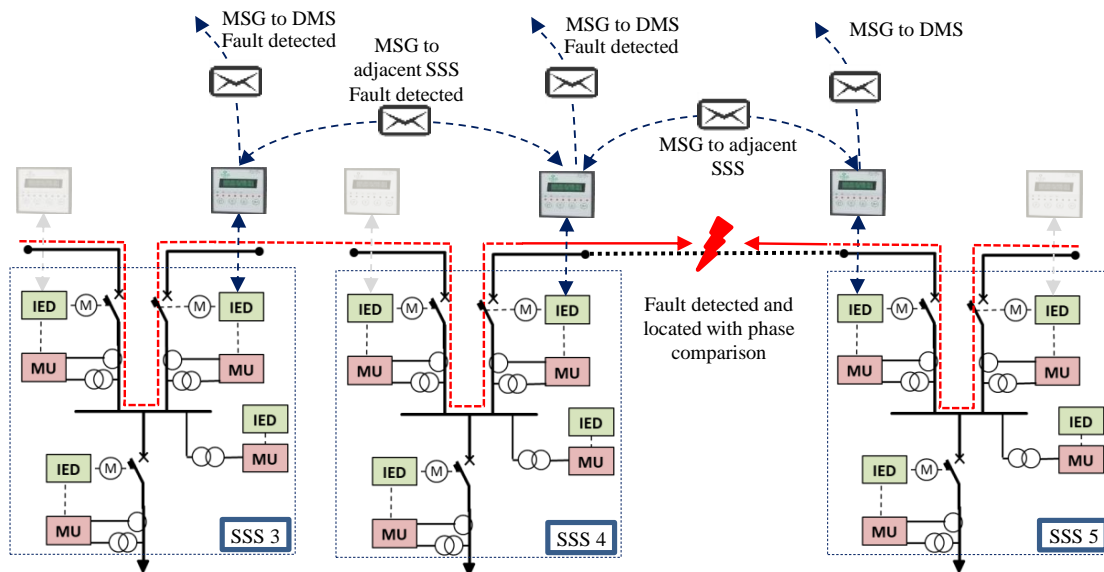 MSG to DMS
Fault detected
MSG to
adjacent SSS
Fault detected
MSG to DMS
Fault detected
MSG to adjacent
SSS
MSG to DMS
Fault detected and
located with phase
comparison
IED
M
MU
M
IED
MU
IED
MU
IED
M
MU
SSS 3
IED
M
MU
M
IED
MU
IED
MU
IED
M
MU
SSS 4
IED
M
MU
M
IED
MU
IED
MU
IED
M
MU
SSS 5